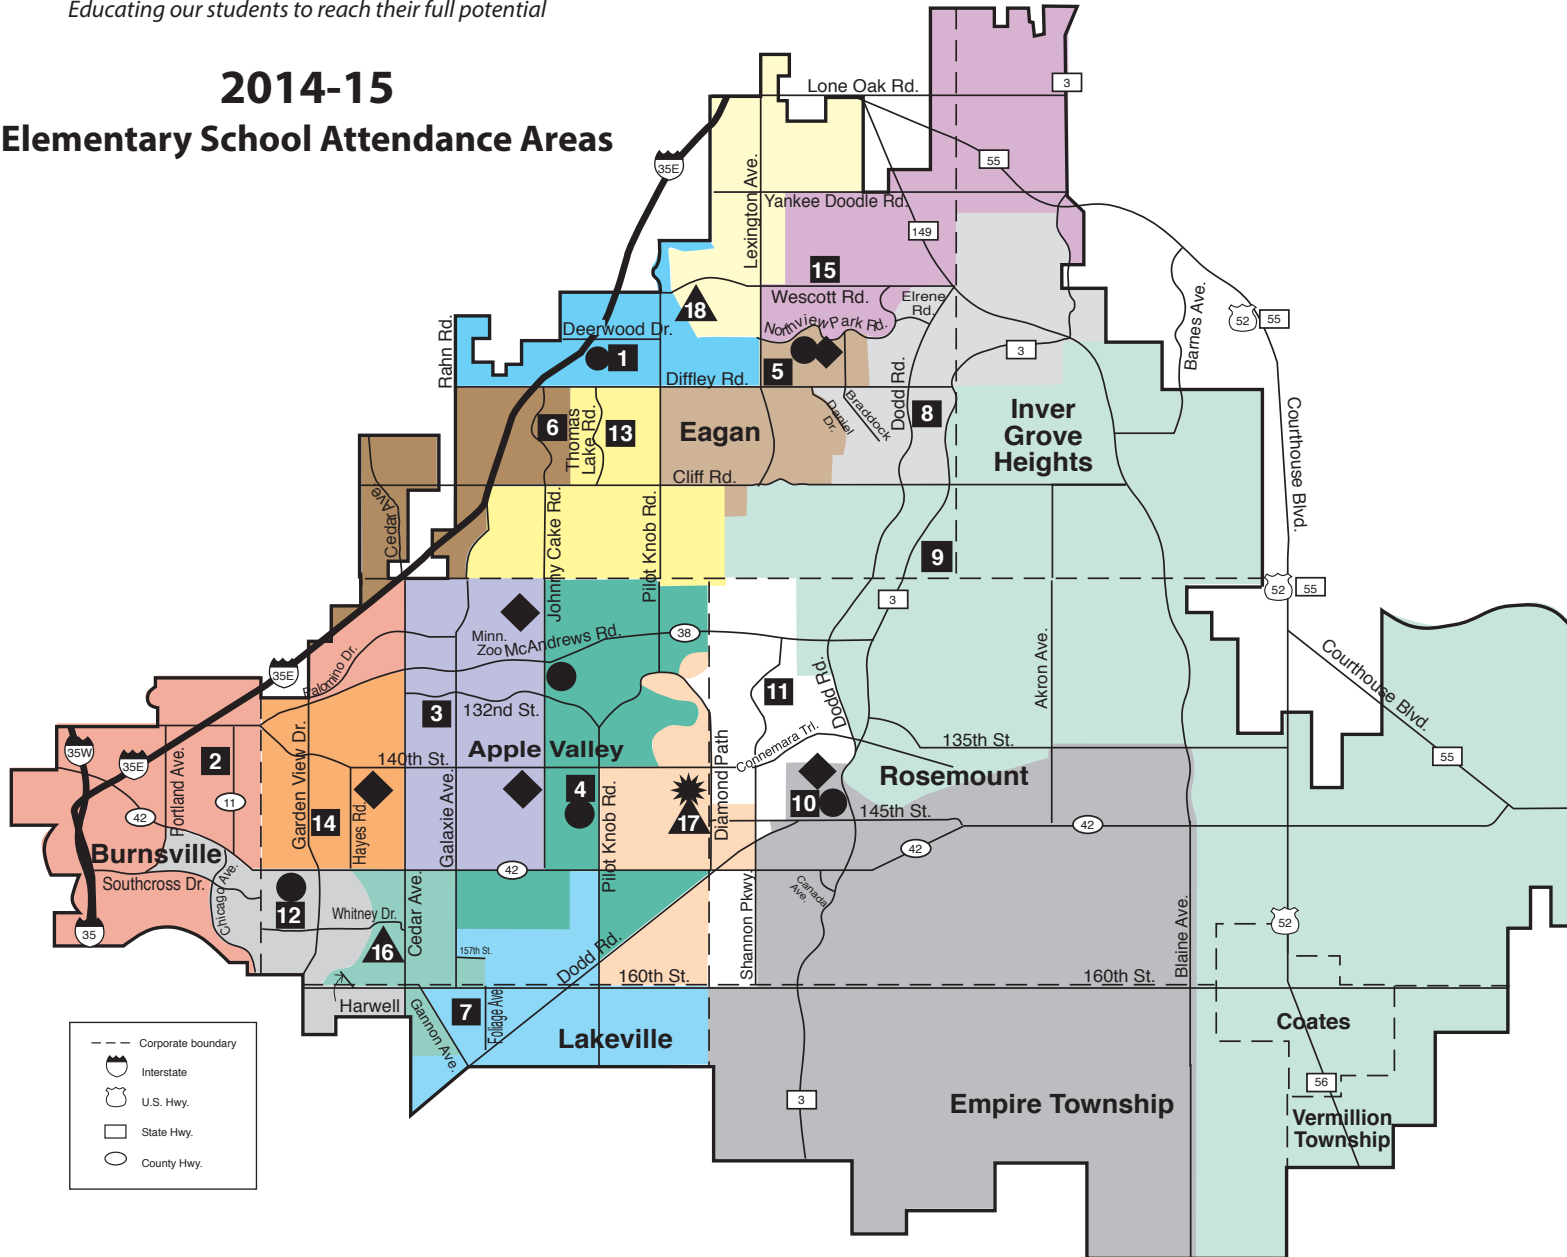 Educating our students to reach their full potential
2014-15
Elementary School Attendance Areas
Lone Oak Rd.
3
35E
55
Lexington Ave.
Yankee Doodle Rd.
149
15
Wescott Rd.
Elrene
Rd.
18
Northview Park Rd.
Barnes Ave.
52
55
Rahn Rd.
Deerwood Dr.
1
5
3
Diffley Rd.
Dodd Rd.
6
Thomas
Lake Rd.
13
Eagan
Daniel
Dr.
Braddock
8
Inver
Grove
Heights
Courthouse Blvd.
Cliff Rd.
Cedar Ave.
Johnny Cake Rd.
Pilot Knob Rd.
9
52
55
3
Minn.
Zoo
McAndrews Rd.
38
Palomino Dr.
35E
Dodd Rd.
Akron Ave.
Courthouse Blvd.
11
3
132nd St.
35W
35E
2
Portland Ave.
Garden View Dr.
Apple Valley
140th St.
Diamond Path
Connemara Trl.
135th St.
55
Rosemount
11
42
14
Hayes Rd.
Galaxie Ave.
4
Pilot Knob Rd.
17
10
145th St.
42
42
Burnsville
Southcross Dr.
Chicago Ave.
42
Canada
Ave.
12
Whitney Dr.
Cedar Ave.
16
35
157th St.
Dodd Rd.
Shannon Pkwy.
Blaine Ave.
52
160th St.
160th St.
Harwell
Gannon Ave.
7
Foliage Ave.
Lakeville
Coates
56
3
Empire Township
Vermillion
Township
Corporate boundary
Interstate
U.S. Hwy.
State Hwy.
County Hwy.